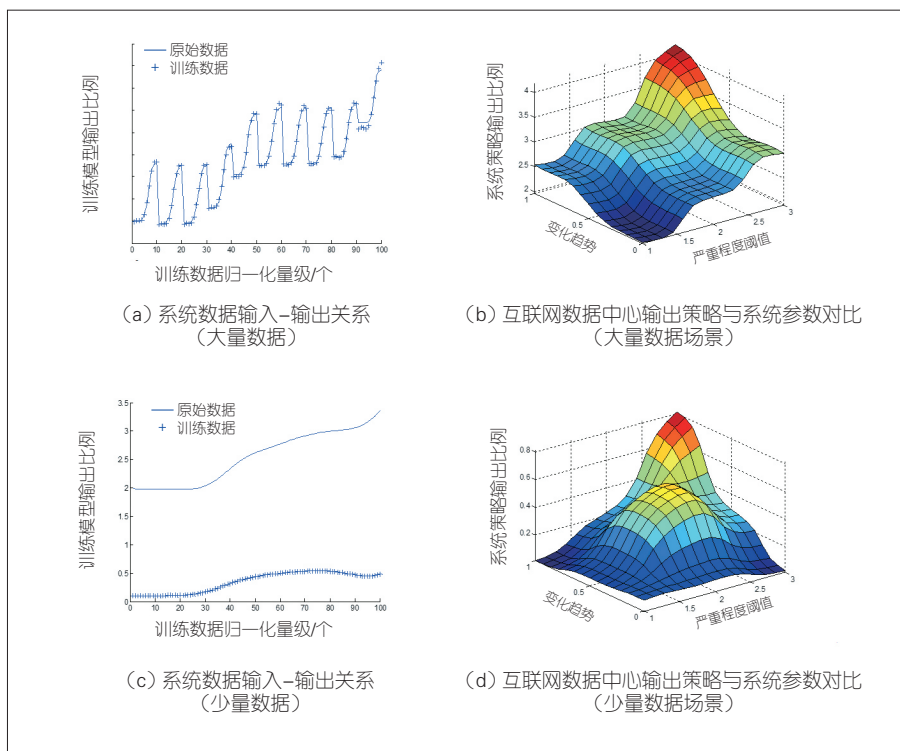 原始数据
训练数据
训练模型输出比例
0 10 20 30 40 50 60 70 80 90 100
训练数据归一化量级/个
(a)系统数据输入–输出关系
(大量数据)
4
3.5
3
2.5
2
系统策略输出比例
1
0.5
0
变化趋势
1
1.5
2
2.5
3
严重程度阈值
(b)互联网数据中心输出策略与系统参数对比
(大量数据场景)
3.5
3
2.5
2
1.5
1
0.5
0
原始数据
训练数据
训练模型输出比例
0 10 20 30 40 50 60 70 80 90 100
训练数据归一化量级/个
(c)系统数据输入–输出关系
(少量数据)
0.8
0.6
0.4
0.2
系统策略输出比例
1
0.5
0
变化趋势
1
1.5
2
2.5
3
严重程度阈值
(d)互联网数据中心输出策略与系统参数对比
(少量数据场景)